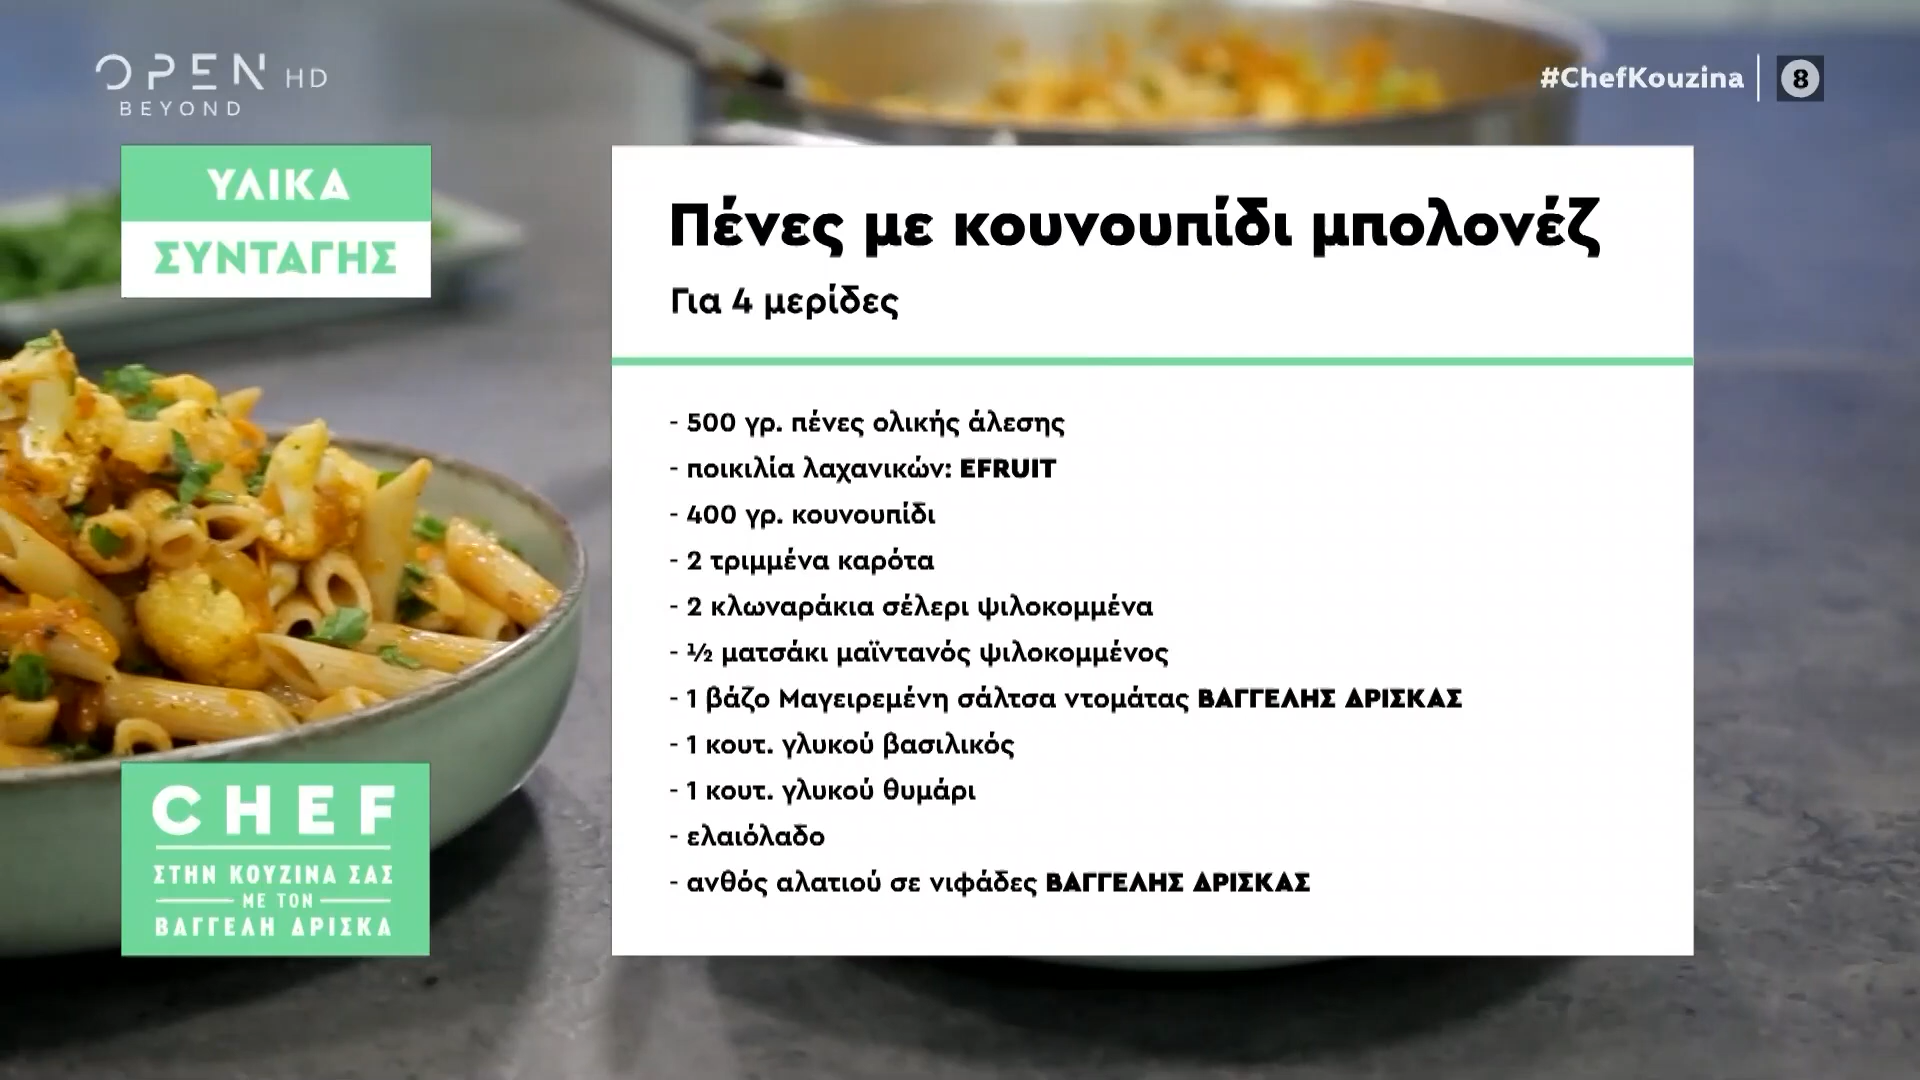 OPEN HD
BEYOND
#ChefKouzina
8
ΥΛΙΚΑ
ΣΥΝΤΑΓΗΣ
Πένες με κουνουπίδι μπολονέζ
Για 4 μερίδες
- 500 γρ. πένες ολικής άλεσης
- ποικιλία λαχανικών: EFRUIT
- 400 γρ. κουνουπίδι
- 2 τριμμένα καρότα
- 2 κλωναράκια σέλερι ψιλοκομμένα
- ½ ματσάκι μαϊντανός ψιλοκομμένος
- 1 βάζο Μαγειρεμένη σάλτσα ντομάτας ΒΑΓΓΕΛΗΣ ΔΡΙΣΚΑΣ
- 1 κουτ. γλυκού βασιλικός
- 1 κουτ. γλυκού θυμάρι
- ελαιόλαδο
- ανθός αλατιού σε νιφάδες ΒΑΓΓΕΛΗΣ ΔΡΙΣΚΑΣ
CHEF
ΣΤΗΝ ΚΟΥΖΙΝΑ ΣΑΣ
ΜΕ ΤΟΝ
ΒΑΓΓΕΛΗ ΔΡΙΣΚΑ